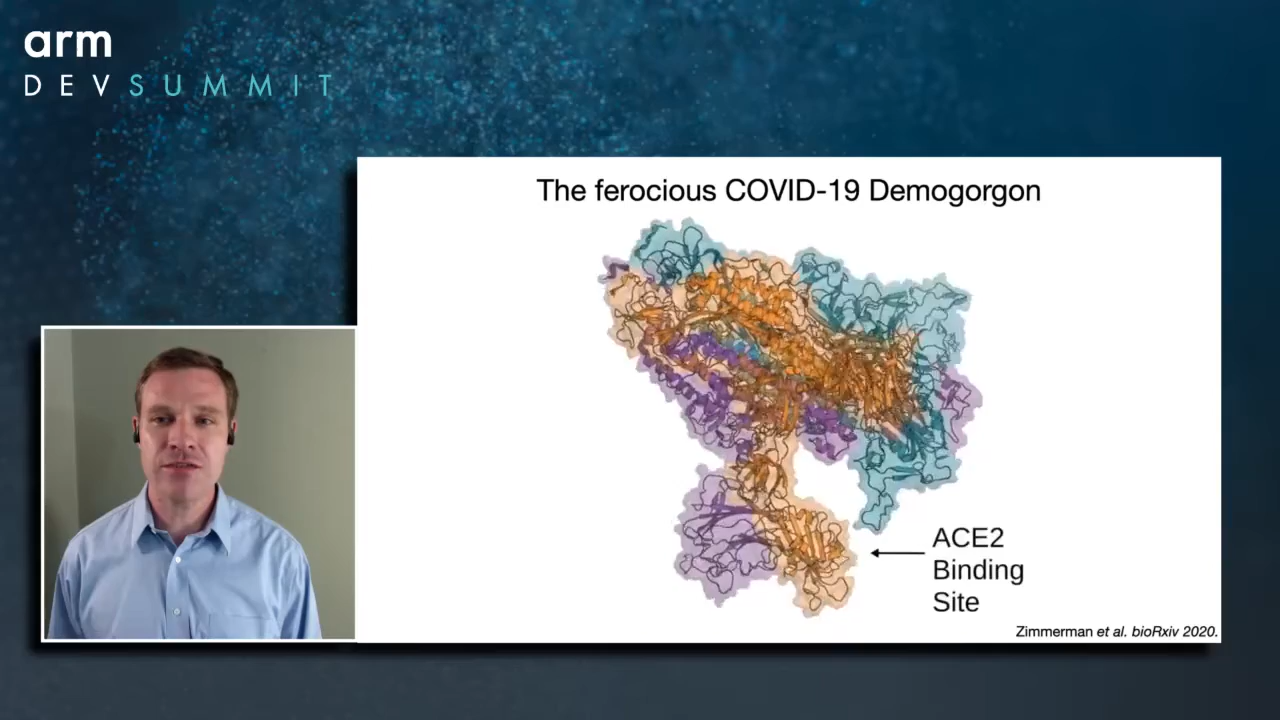 arm
DEVSUMMIT
The ferocious COVID-19 Demogorgon
ACE2
Binding
Site
Zimmerman et al. bioRxiv 2020.